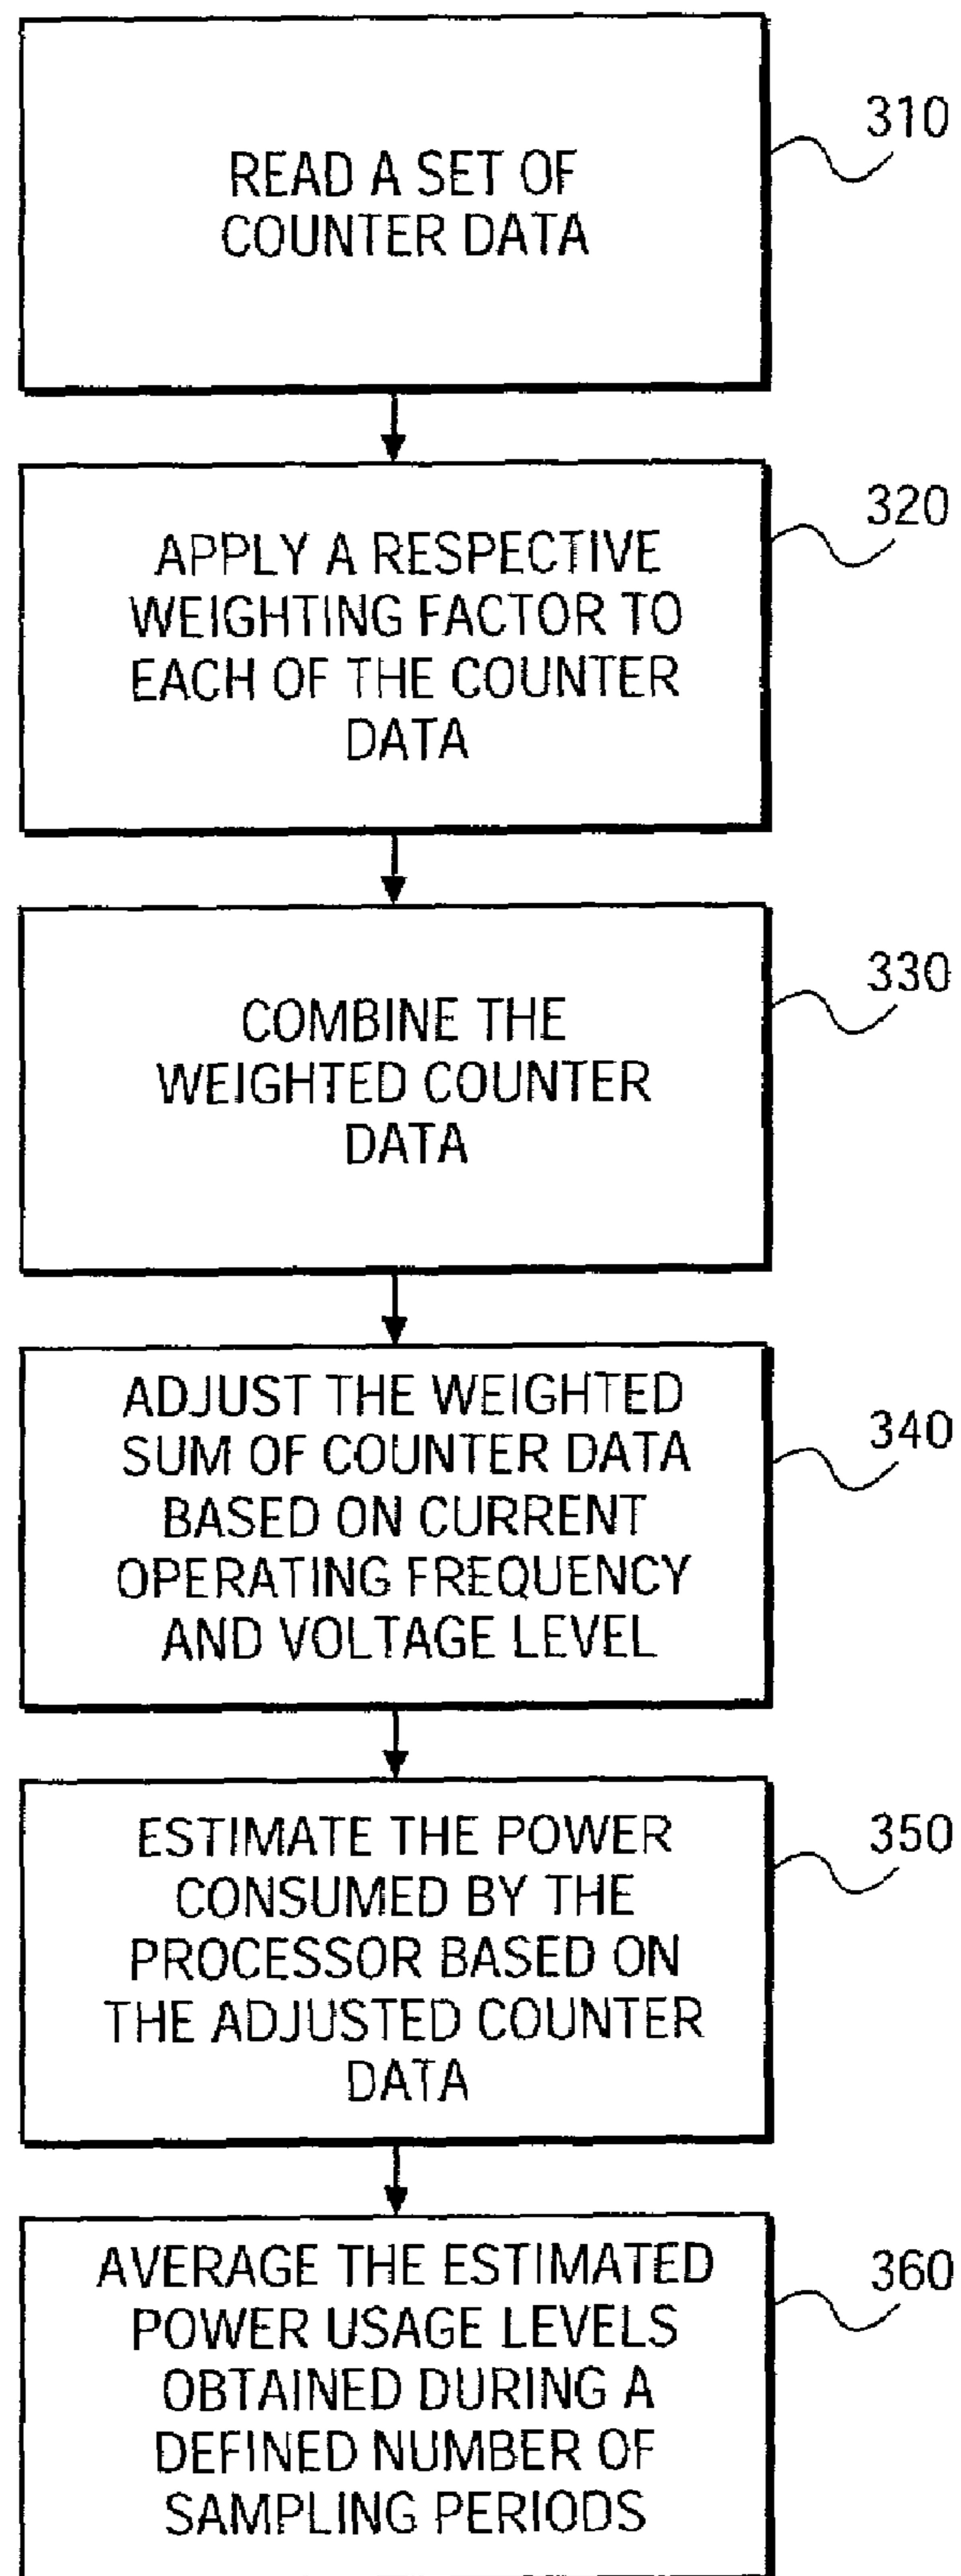 READ A SET OF
COUNTER DATA
310
APPLY A RESPECTIVE
WEIGHTING FACTOR TO
EACH OF THE COUNTER
DATA
320
COMBINE THE
WEIGHTED COUNTER
DATA
330
ADJUST THE WEIGHTED
SUM OF COUNTER DATA
BASED ON CURRENT
OPERATING FREQUENCY
AND VOLTAGE LEVEL
340
ESTIMATE THE POWER
CONSUMED BY THE
PROCESSOR BASED ON
THE ADJUSTED COUNTER
DATA
350
AVERAGE THE ESTIMATED
POWER USAGE LEVELS
OBTAINED DURING A
DEFINED NUMBER OF
SAMPLING PERIODS
360